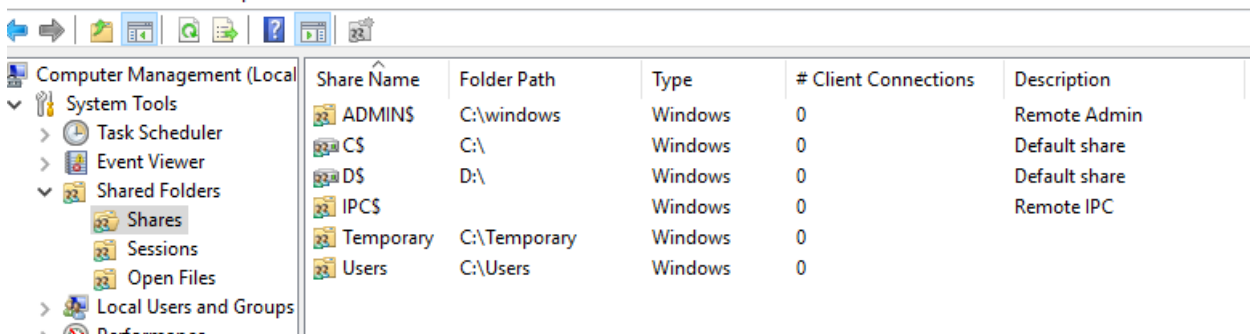 Computer Management (Local
System Tools
Task Scheduler
Event Viewer
Shared Folders
Shares
Sessions
Open Files
Local Users and Groups
Share Name Folder Path Type # Client Connections Description
ADMIN$ C:\windows Windows 0 Remote Admin
C$ C:\ Windows 0 Default share
D$ D:\ Windows 0 Default share
IPC$ Windows 0 Remote IPC
Temporary C:\Temporary Windows 0
Users C:\Users Windows 0